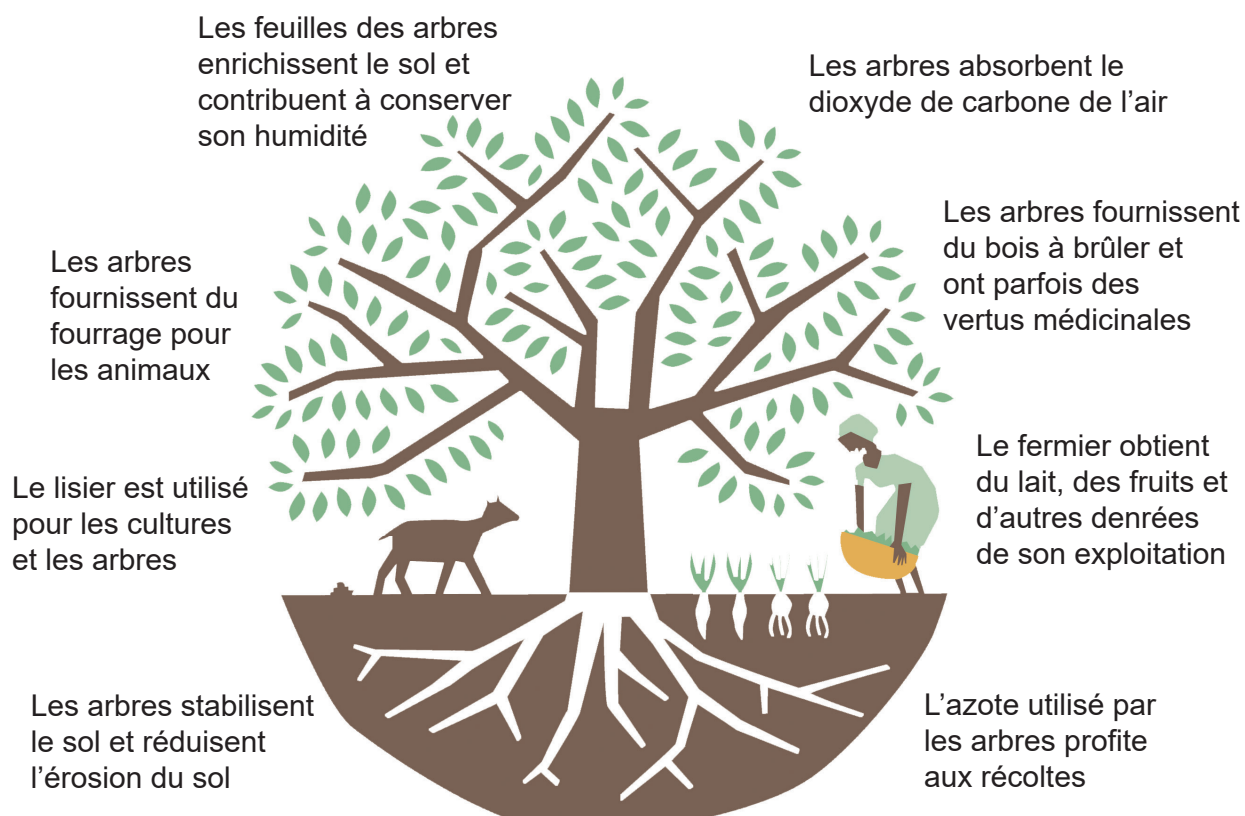 Les feuilles des arbres
enrichissent le sol et
contribuent à conserver
son humidité
Les arbres absorbent le
dioxyde de carbone de l’air
Les arbres
fournissent du
fourrage pour
les animaux
Les arbres fournissent
du bois à brûler et
ont parfois des
vertus médicinales
Le lisier est utilisé
pour les cultures
et les arbres
Le fermier obtient
du lait, des fruits et
d’autres denrées
de son exploitation
Les arbres stabilisent
le sol et réduisent
l’érosion du sol
L’azote utilisé par
les arbres profite
aux récoltes